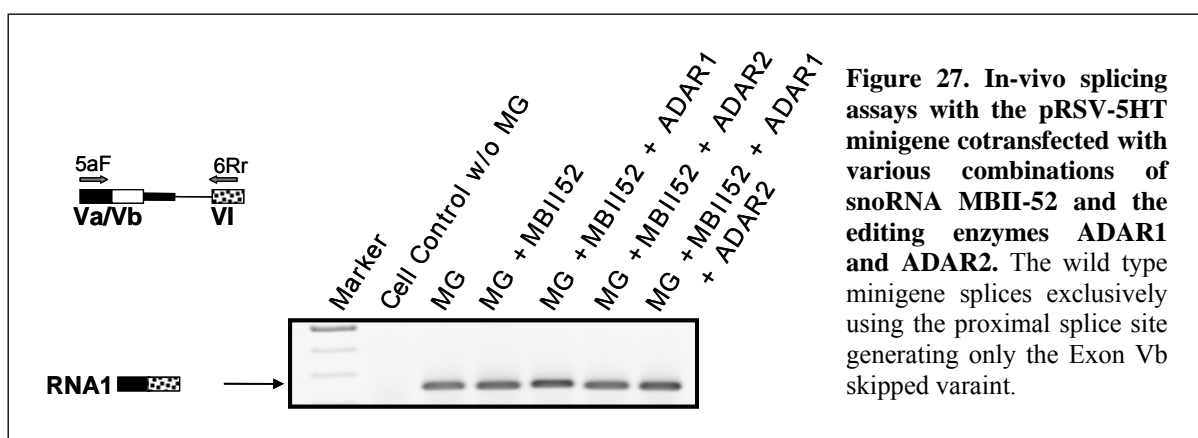 5aF
6Rr
Va/Vb
VI
Marker
Cell Control w/o MG
MG
MG +MBII52
MG +MBII52 + ADAR1
MG +MBII52 + ADAR2
MG +MBII52 + ADAR1
+ ADAR2
RNA1
Figure 27. In-vivo splicing
assays with the pRSV-5HT
minigene cotransfected with
various combinations of
snoRNA MBII-52 and the
editing enzymes ADAR1
and ADAR2. The wild type
minigene splices exclusively
using the proximal splice site
generating only the Exon Vb
skipped varaint.